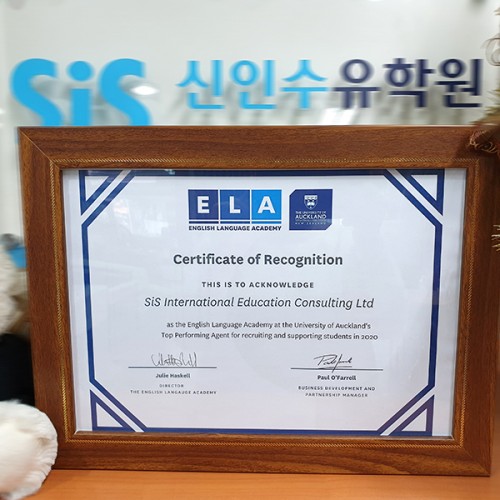 SiS 신인수유학원
ELA
ENGLISH LANGUAGE ACADEMY
THE UNIVERSITY OF
AUCKLAND
NEW ZEALAND
Certificate of Recognition
THIS IS TO ACKNOWLEDGE
SiS International Education Consulting Ltd
as the English Language Academy at the University of Auckland's
Top Performing Agent for recruiting and supporting students in 2020
Julie Haskell
Paul O'Farrell
DIRECTOR
THE ENGLISH LANGAUGE ACADEMY
BUSINESS DEVELOPMENT AND
PARTNERSHIP MANAGER